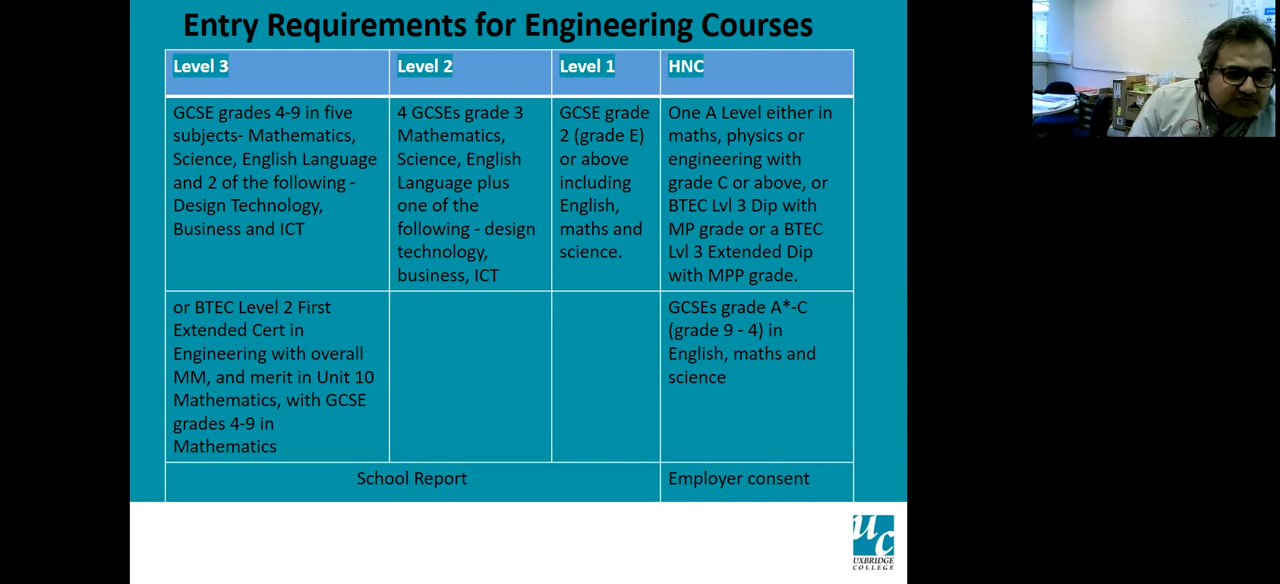 Entry Requirements for Engineering Courses
Level 3
Level 2
Level 1
HNC
GCSE grades 4-9 in five
subjects- Mathematics,
Science, English Language
and 2 of the following -
Design Technology,
Business and ICT
4 GCSEs grade 3
Mathematics,
Science, English
Language plus
one of the
following - design
technology,
business, ICT
GCSE grade
2 (grade E)
or above
including
English,
maths and
science.
One A Level either in
maths, physics or
engineering with
grade C or above, or
BTEC Lvl 3 Dip with
MP grade or a BTEC
Lvl 3 Extended Dip
with MPP grade.
or BTEC Level 2 First
Extended Cert in
Engineering with overall
MM, and merit in Unit 10
Mathematics, with GCSE
grades 4-9 in
Mathematics
GCSEs grade A*-C
(grade 9 - 4) in
English, maths and
science
School Report
Employer consent
UC
UXBRIDGE
COLLEGE